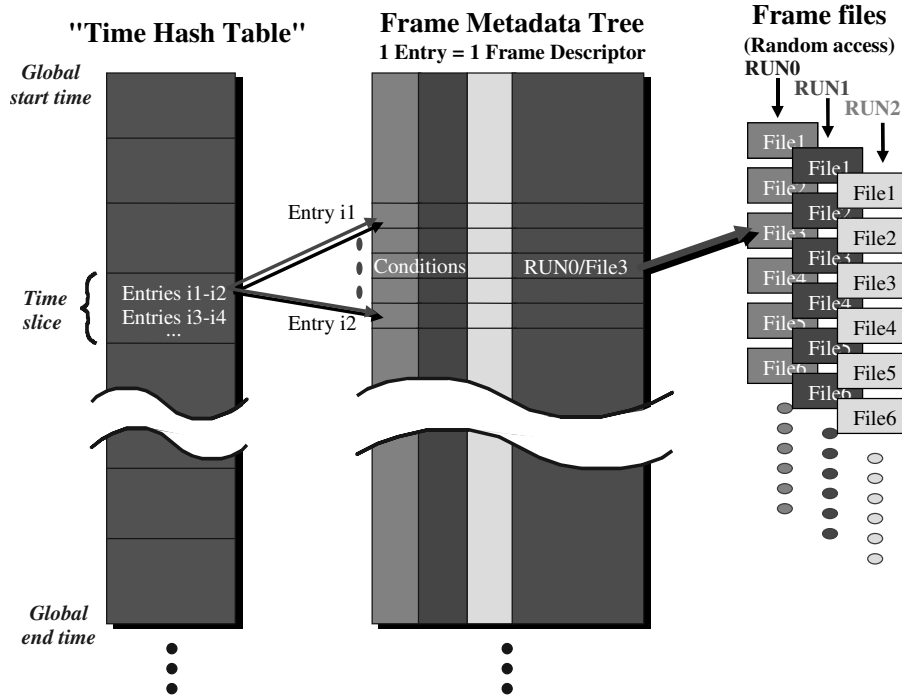 "Time Hash Table"
Frame Metadata Tree
1 Entry = 1 Frame Descriptor
Frame files
(Random access)
RUN0
RUN1
RUN2
Global
start time
Time
slice
Entries i1-i2
Entries i3-i4
...
Global
end time
Entry i1
Entry i2
Conditions
RUN0/File3
File1
File2
File3
File4
File5
File6
File1
File2
File3
File4
File5
File6
File1
File2
File3
File4
File5
File6